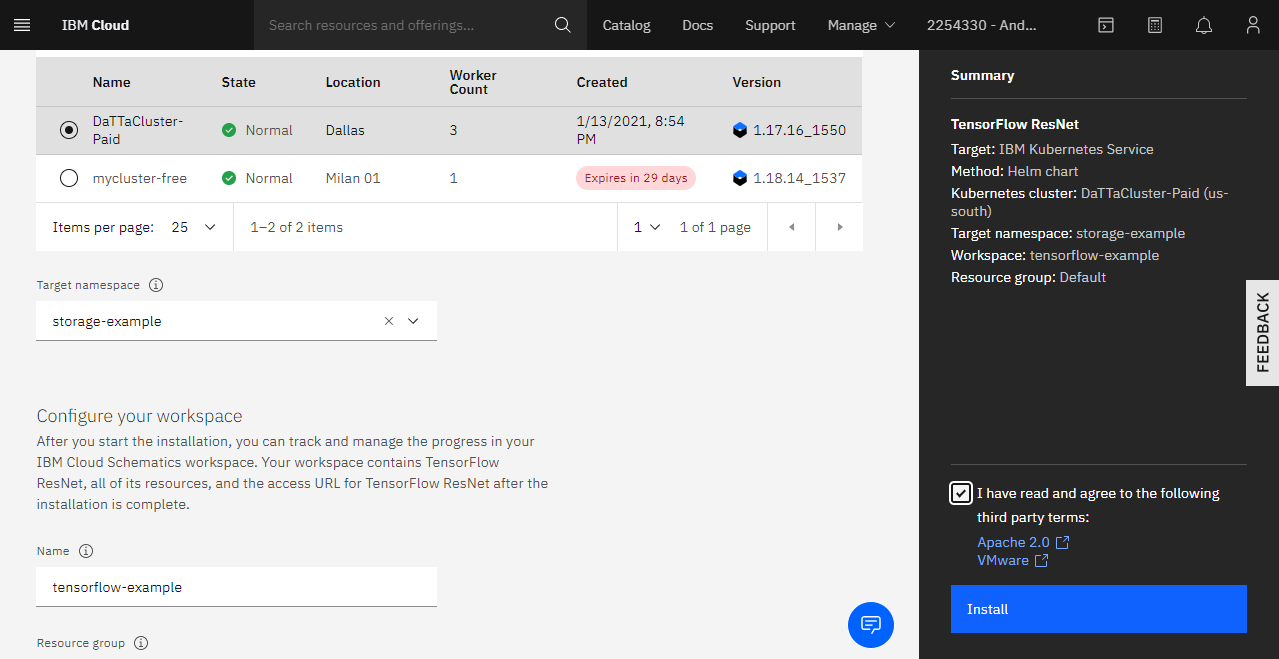 IBM Cloud
Search resources and offerings...
Catalog
Docs
Support
Manage
2254330 - And...
Name State Location Worker Count Created Version
DaTTaCluster-Paid Normal Dallas 3 1/13/2021, 8:54 PM 1.17.16_1550
mycluster-free Normal Milan 01 1 Expires in 29 days 1.18.14_1537
Items per page: 25 1–2 of 2 items 1 1 of 1 page
Target namespace
storage-example
Configure your workspace
After you start the installation, you can track and manage the progress in your
IBM Cloud Schematics workspace. Your workspace contains TensorFlow
ResNet, all of its resources, and the access URL for TensorFlow ResNet after the
installation is complete.
Name
tensorflow-example
Resource group
Summary
TensorFlow ResNet
Target: IBM Kubernetes Service
Method: Helm chart
Kubernetes cluster: DaTTaCluster-Paid (us-
south)
Target namespace: storage-example
Workspace: tensorflow-example
Resource group: Default
FEEDBACK
I have read and agree to the following
third party terms:
Apache 2.0
VMware
Install